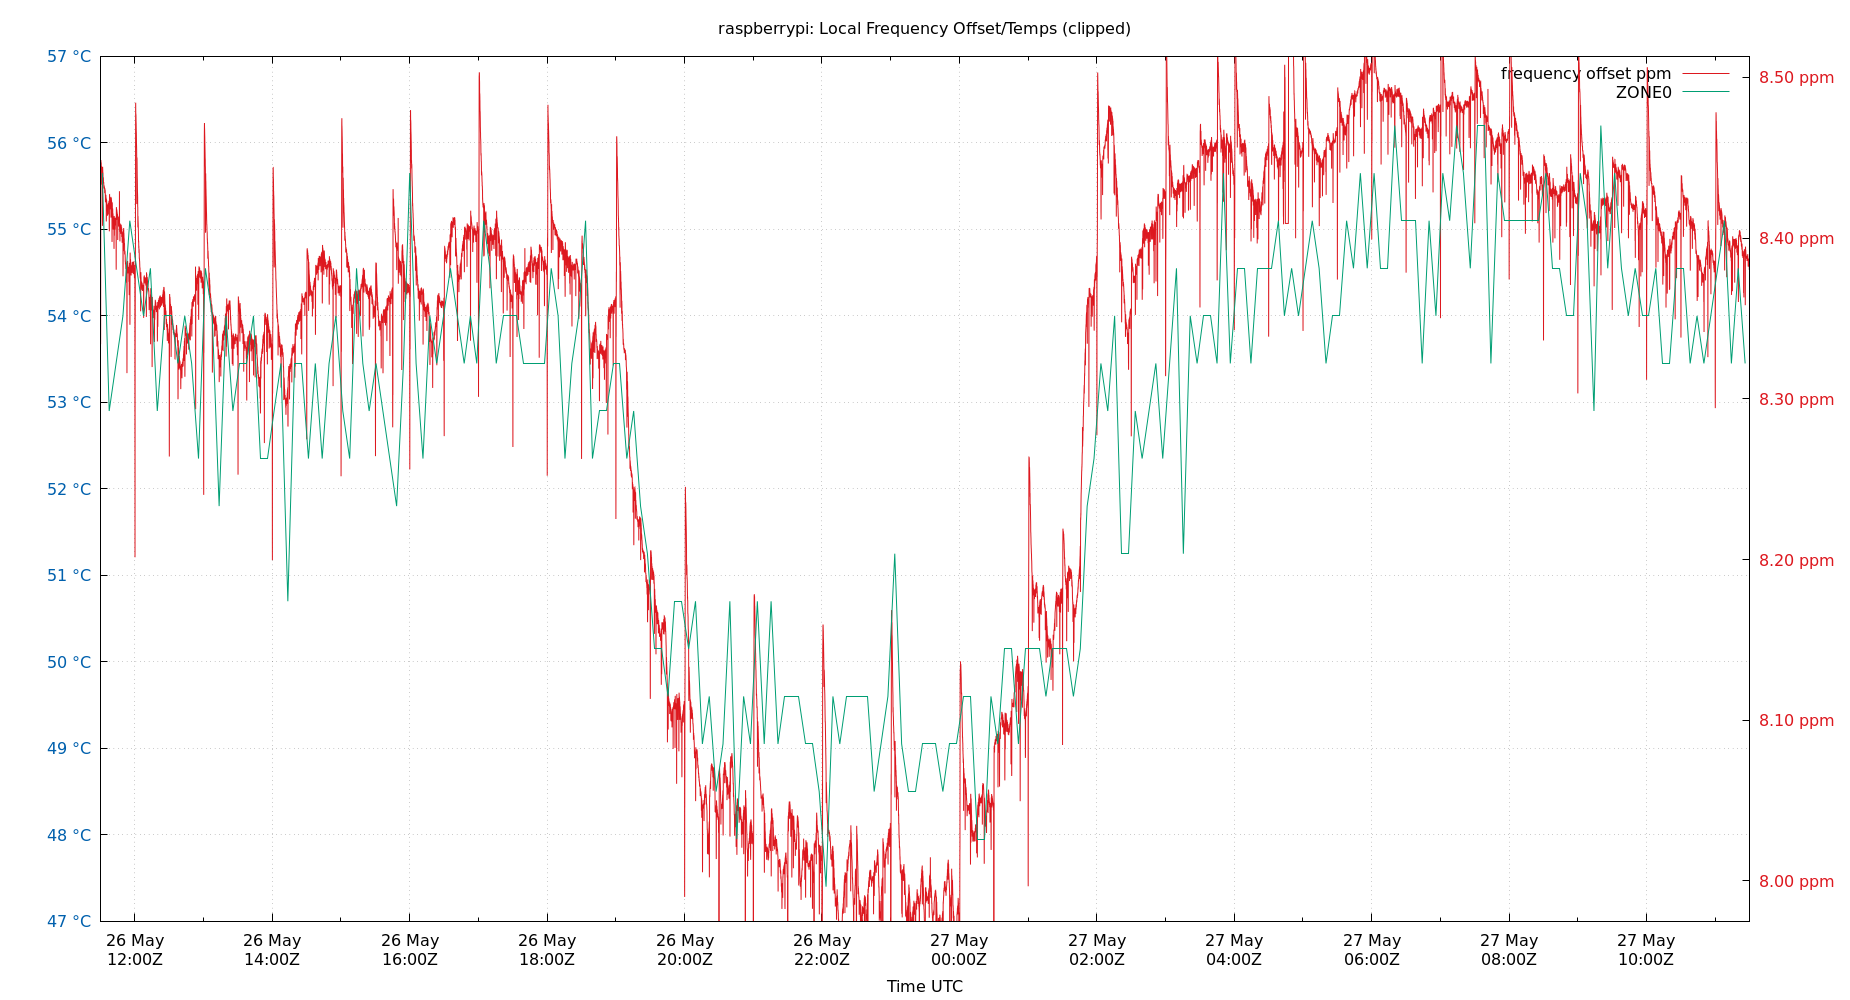 raspberrypi: Local Frequency Offset/Temps (clipped)
57 °C
56 °C
55 °C
54 °C
53 °C
52 °C
51 °C
50 °C
49 °C
48 °C
47 °C
frequency offset ppm
ZONE0
8.50 ppm
8.40 ppm
8.30 ppm
8.20 ppm
8.10 ppm
8.00 ppm
26 May 26 May 26 May 26 May 26 May 26 May 27 May 27 May 27 May 27 May 27 May 27 May
12:00Z 14:00Z 16:00Z 18:00Z 20:00Z 22:00Z 00:00Z 02:00Z 04:00Z 06:00Z 08:00Z 10:00Z
Time UTC